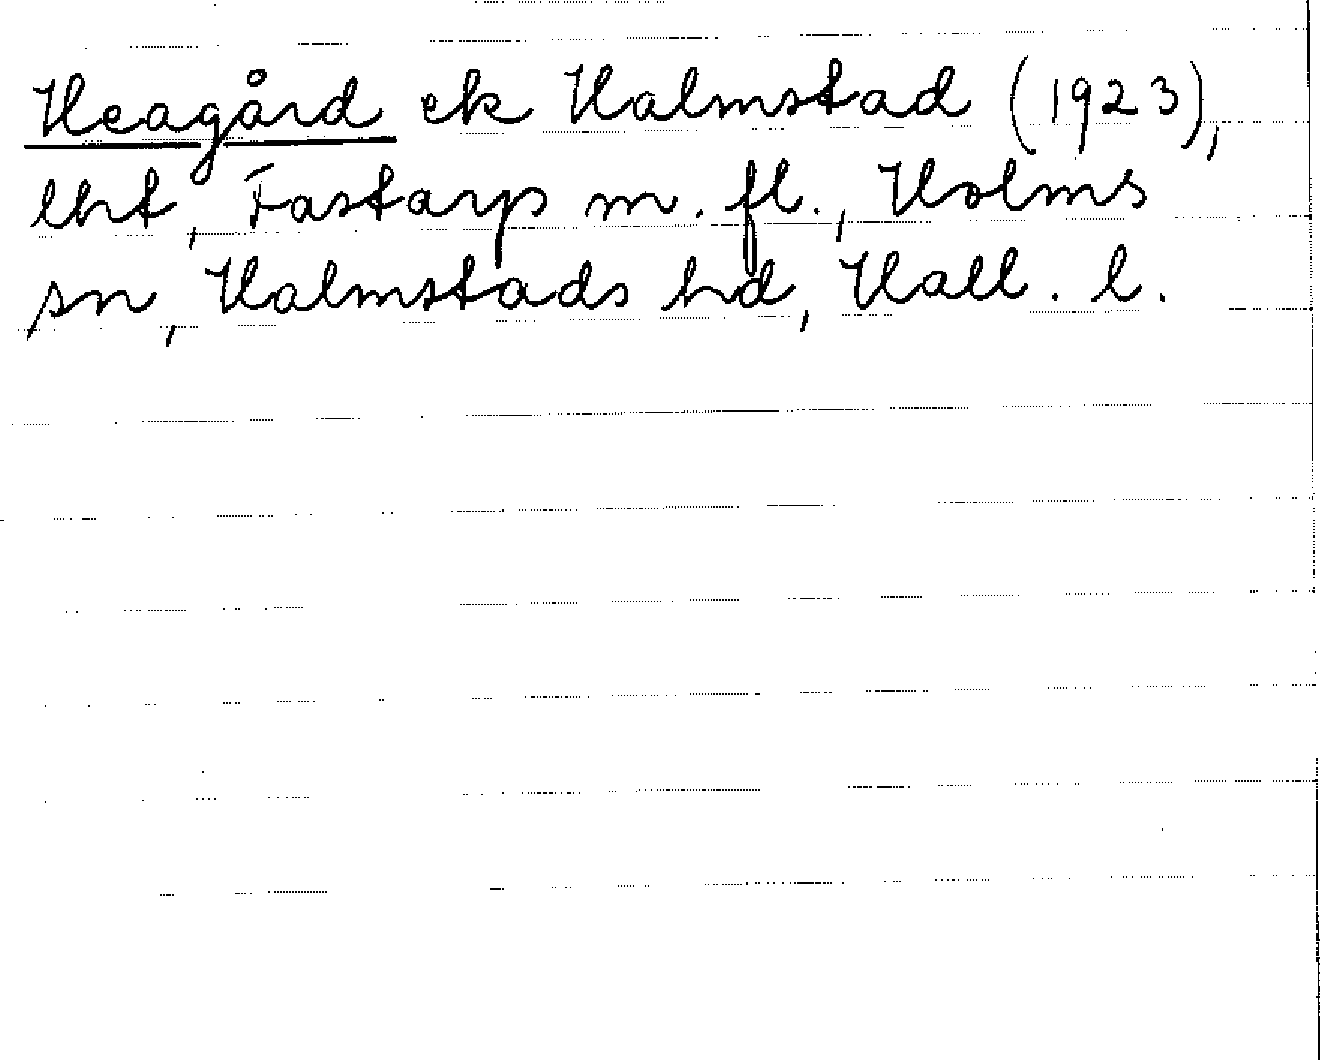 Heagård ek Halmstad (1923),
lht, Fastarp m. fl., Holms
sn, Halmstads hd, Hall. l.